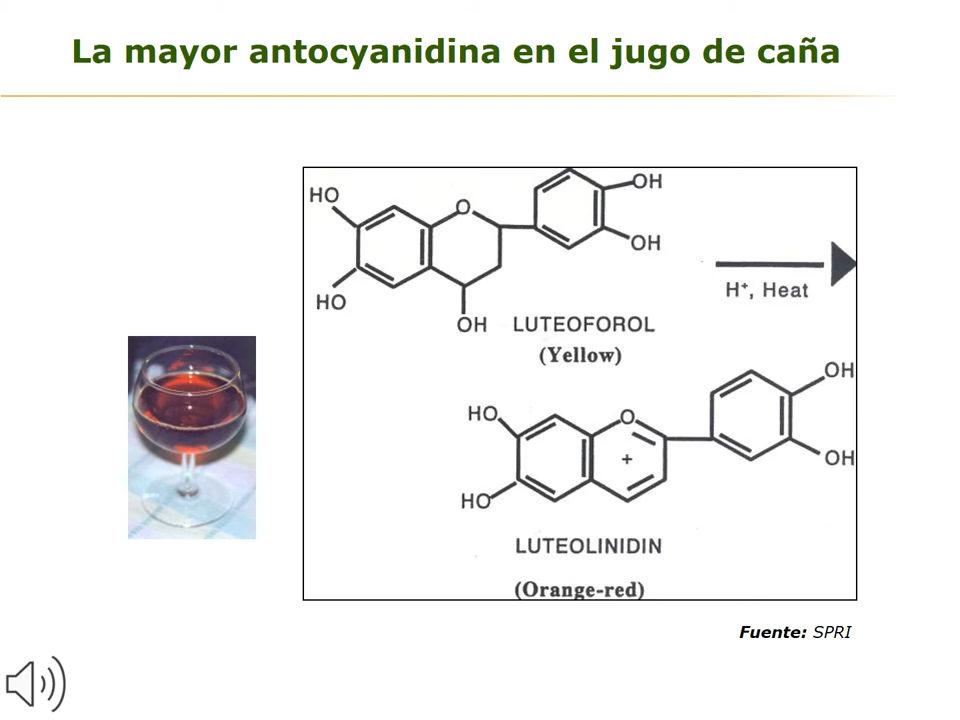 La mayor antocyanidina en el jugo de caña
HO
O
OH
OH
HO
OH
LUTEOFOROL
(Yellow)
H⁺, Heat
HO
O
+
OH
HO
OH
LUTEOLINIDIN
(Orange-red)
Fuente: SPRI